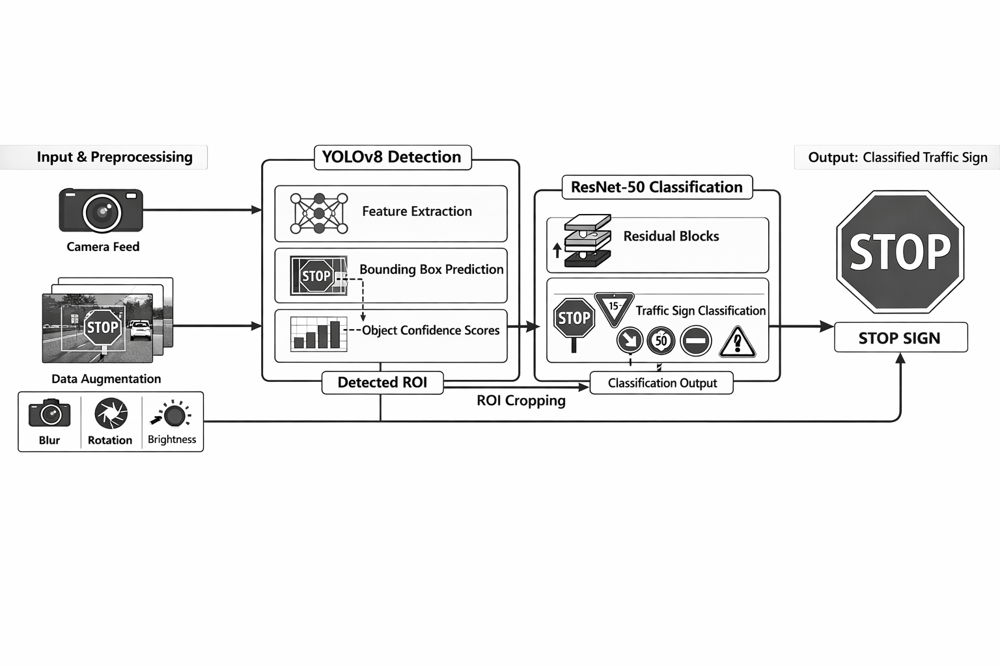 Input & Preprocessising
Camera Feed
STOP
Data Augmentation
Blur
Rotation
Brightness
YOLOv8 Detection
Feature Extraction
STOP
Bounding Box Prediction
Object Confidence Scores
Detected ROI
ROI Cropping
ResNet-50 Classification
Residual Blocks
STOP
15-
Traffic Sign Classification
50
?
Classification Output
Output: Classified Traffic Sign
STOP
STOP SIGN